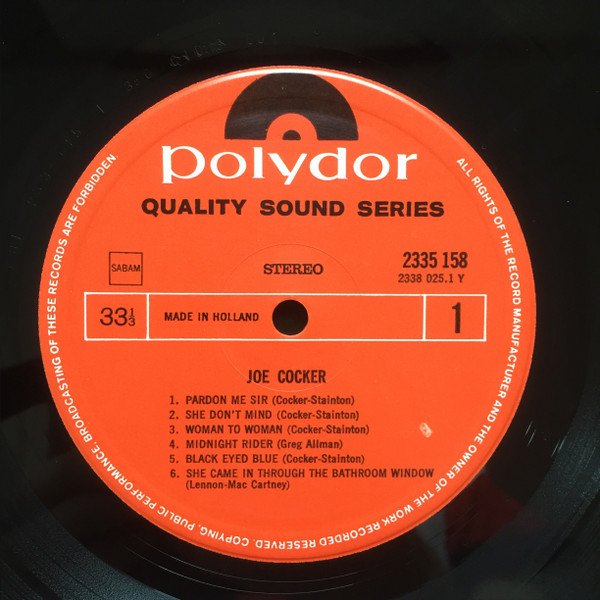 polydor
QUALITY SOUND SERIES
SABAM
STEREO
2335 158
2338 025.1 Y
33⅓
MADE IN HOLLAND
1
JOE COCKER
1. PARDON ME SIR (Cocker-Stainton)
2. SHE DON'T MIND (Cocker-Stainton)
3. WOMAN TO WOMAN (Cocker-Stainton)
4. MIDNIGHT RIDER (Greg Allman)
5. BLACK EYED BLUE (Cocker-Stainton)
6. SHE CAME IN THROUGH THE BATHROOM WINDOW
(Lennon-Mac Cartney)
ALL RIGHTS OF THE RECORD MANUFACTURER AND THE OWNER OF THE WORK RECORDED RESERVED. COPYING, PUBLIC PERFORMANCE, BROADCASTING OF THESE RECORDS ARE FORBIDDEN